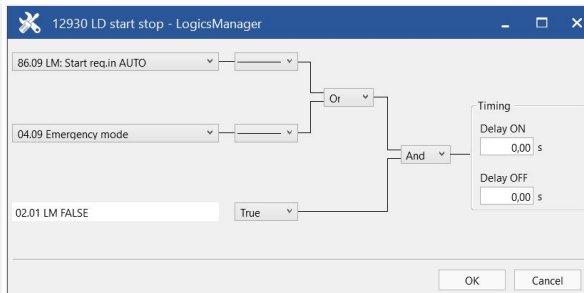 12930 LD start stop - LogicsManager
86.09 LM: Start req.in AUTO
Or
Timing
04.09 Emergency mode
Delay ON
And
0,00 s
Delay OFF
02.01 LM FALSE
True
0,00 s
OK
Cancel